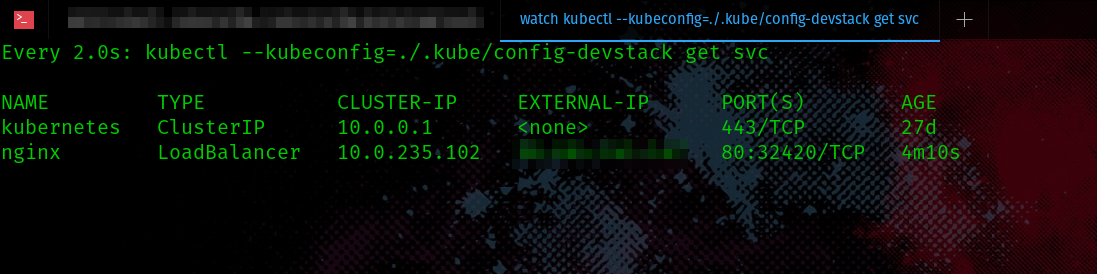 >_
watch kubectl --kubeconfig=./.kube/config-devstack get svc
Every 2.0s: kubectl --kubeconfig=./.kube/config-devstack get svc
NAME TYPE CLUSTER-IP EXTERNAL-IP PORT(S) AGE
kubernetes ClusterIP 10.0.0.1 <none> 443/TCP 27d
nginx LoadBalancer 10.0.235.102 80:32420/TCP 4m10s